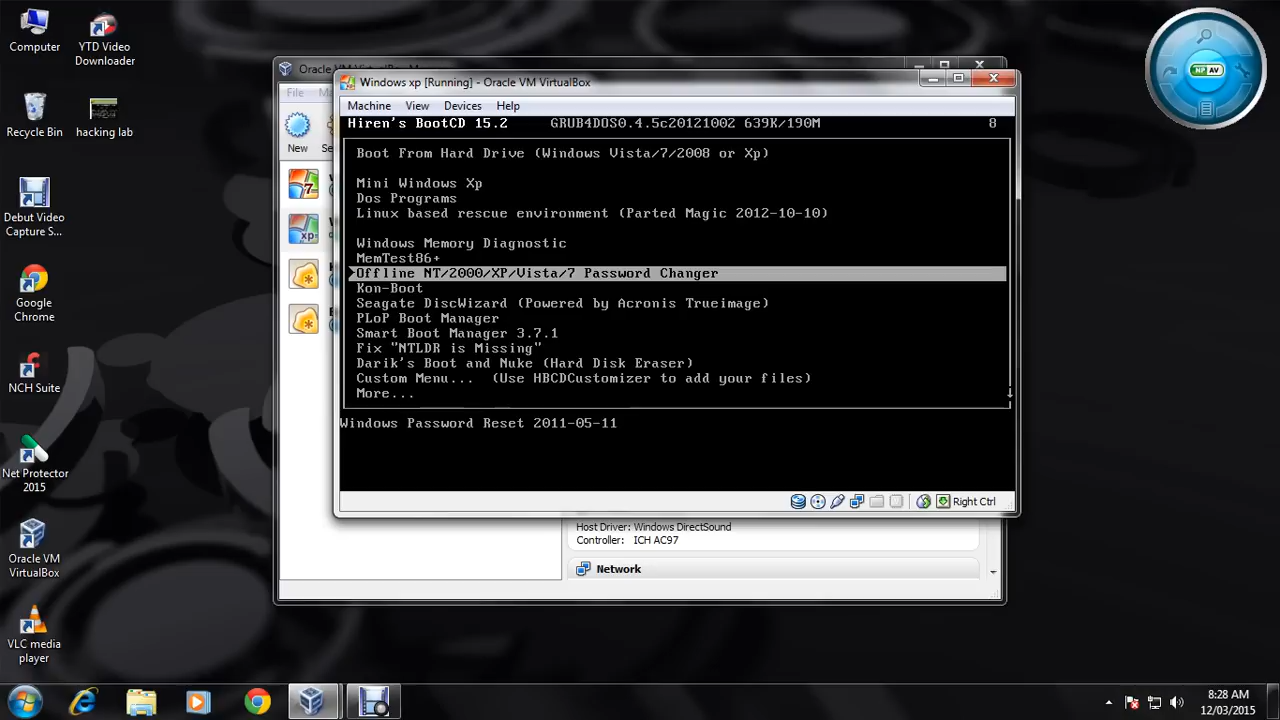 Computer
YTD Video
Downloader
Recycle Bin
hacking lab
Debut Video
Capture S...
Google
Chrome
NCH Suite
Net Protector
2015
Oracle VM
VirtualBox
VLC media
player
NP AV
Oracle VM VirtualBox
File
New
Windows xp [Running] - Oracle VM VirtualBox
Machine View Devices Help
Hiren's BootCD 15.2 GRUB4DOS0.4.5c20121002 639K/190M 8
Boot From Hard Drive (Windows Vista/7/2008 or Xp)
Mini Windows Xp
Dos Programs
Linux based rescue environment (Parted Magic 2012-10-10)
Windows Memory Diagnostic
MemTest86+
Offline NT/2000/XP/Vista/7 Password Changer
Kon-Boot
Seagate DiscWizard (Powered by Acronis Trueimage)
PLoP Boot Manager
Smart Boot Manager 3.7.1
Fix "NTLDR is Missing"
Darik's Boot and Nuke (Hard Disk Eraser)
Custom Menu... (Use HBCDCustomizer to add your files)
More...
Windows Password Reset 2011-05-11
Right Ctrl
Host Driver: Windows DirectSound
Controller: ICH AC97
Network
8:28 AM
12/03/2015